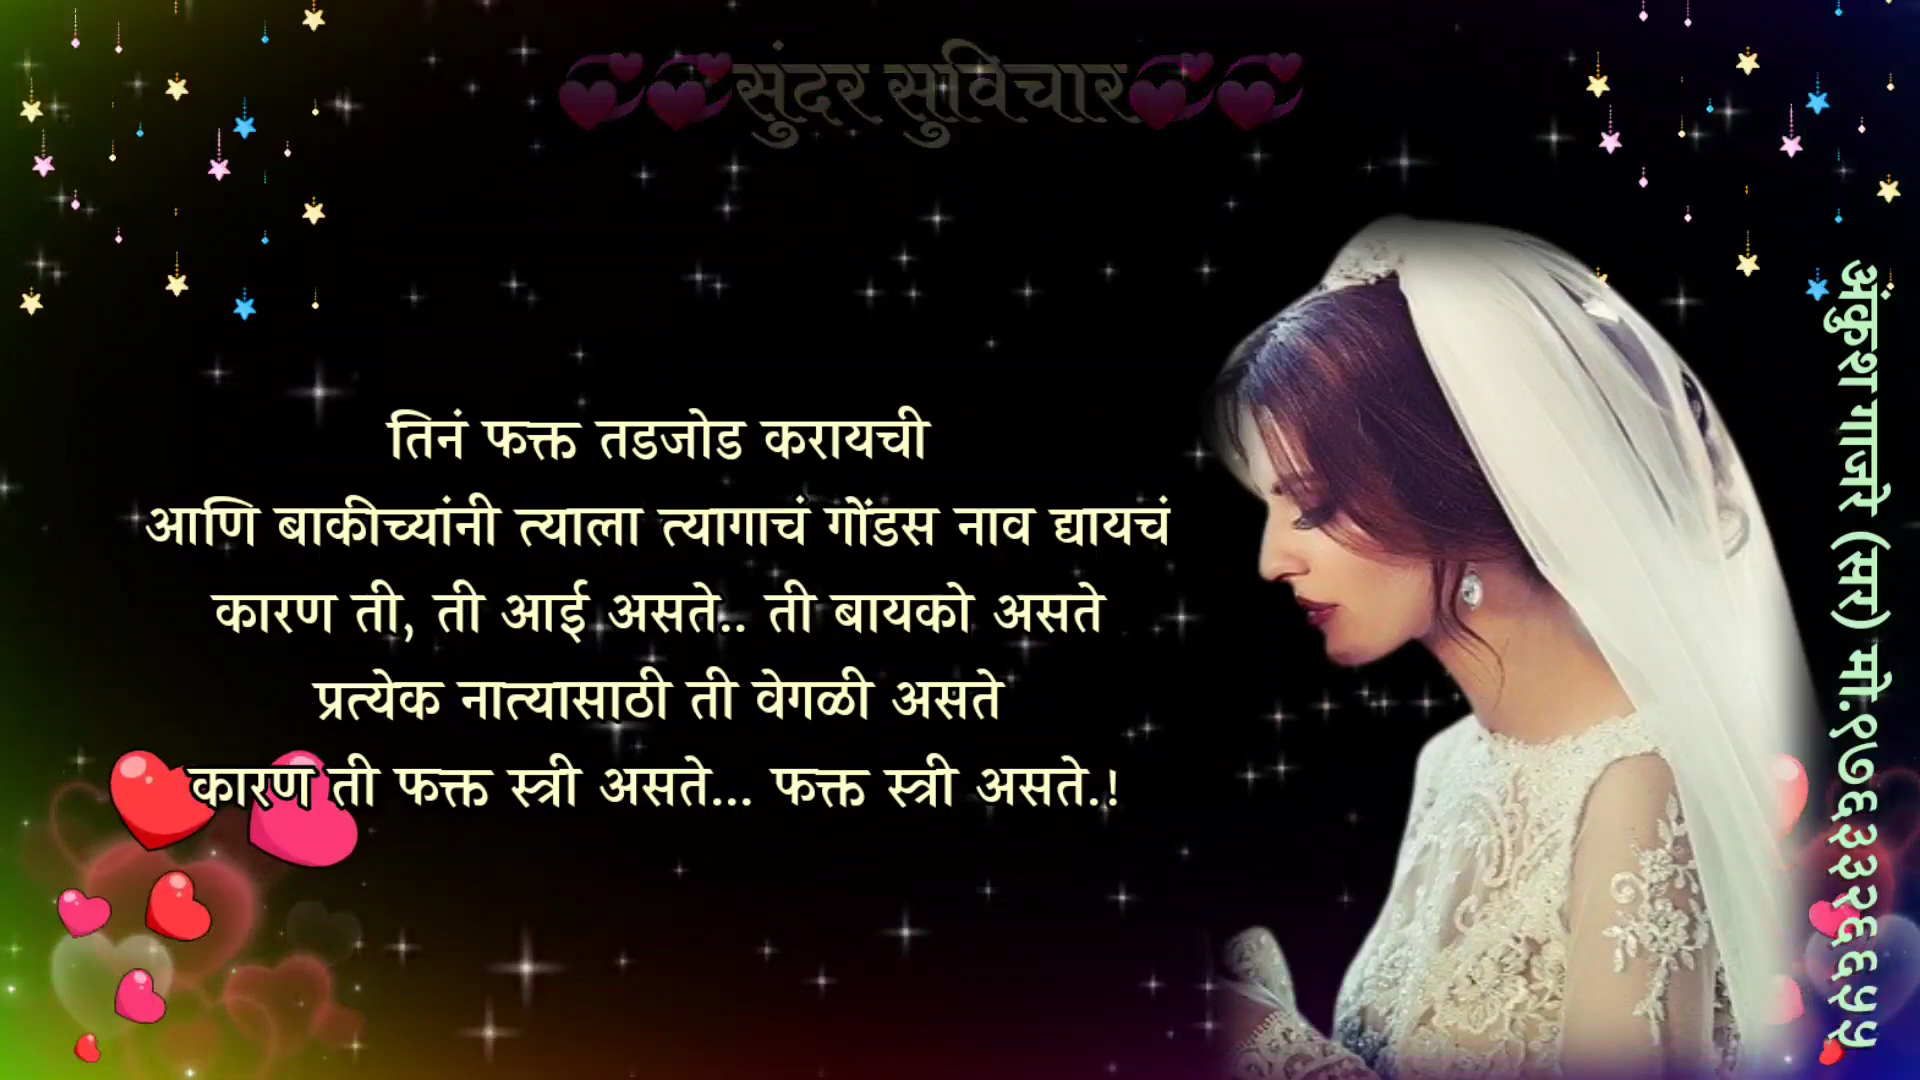 💞💞सुंदर सुविचार💞💞
तिनं फक्त तडजोड करायची
आणि बाकीच्यांनी त्याला त्यागाचं गोंडस नाव द्यायचं
कारण ती, ती आई असते.. ती बायको असते
प्रत्येक नात्यासाठी ती वेगळी असते
कारण ती फक्त स्त्री असते... फक्त स्त्री असते.!
अंकुश गाजरे (सर) मो.९७६३३२६६५५